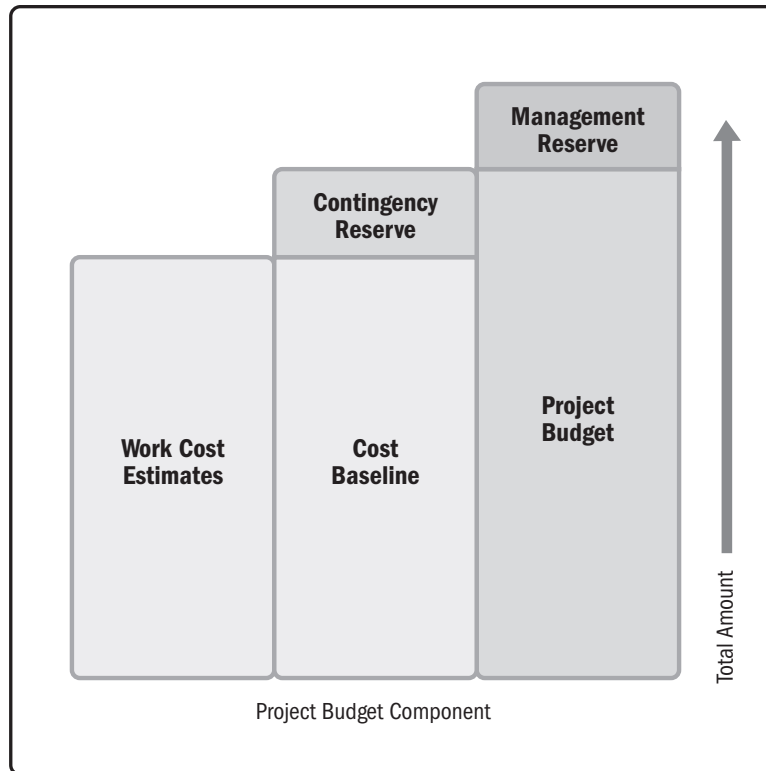 Management
Reserve
Contingency
Reserve
Project
Budget
Work Cost
Estimates
Cost
Baseline
Total Amount
Project Budget Component